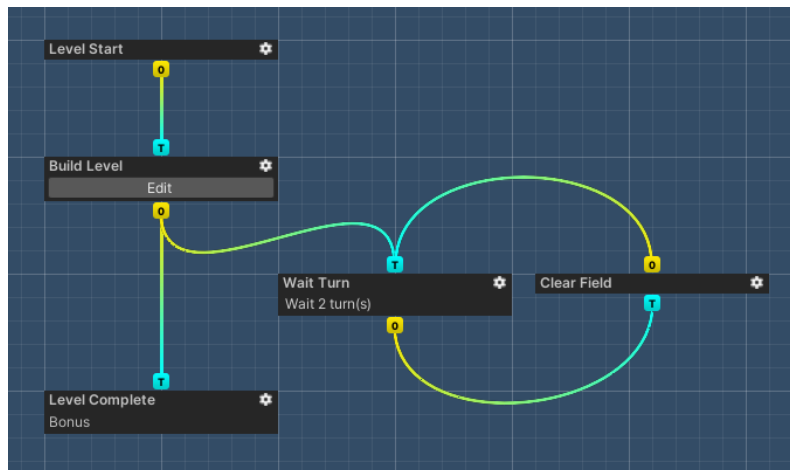 Level Start
O
T
Build Level
Edit
O
T
O
Wait Turn
Clear Field
Wait 2 turn(s)
T
O
T
Level Complete
Bonus